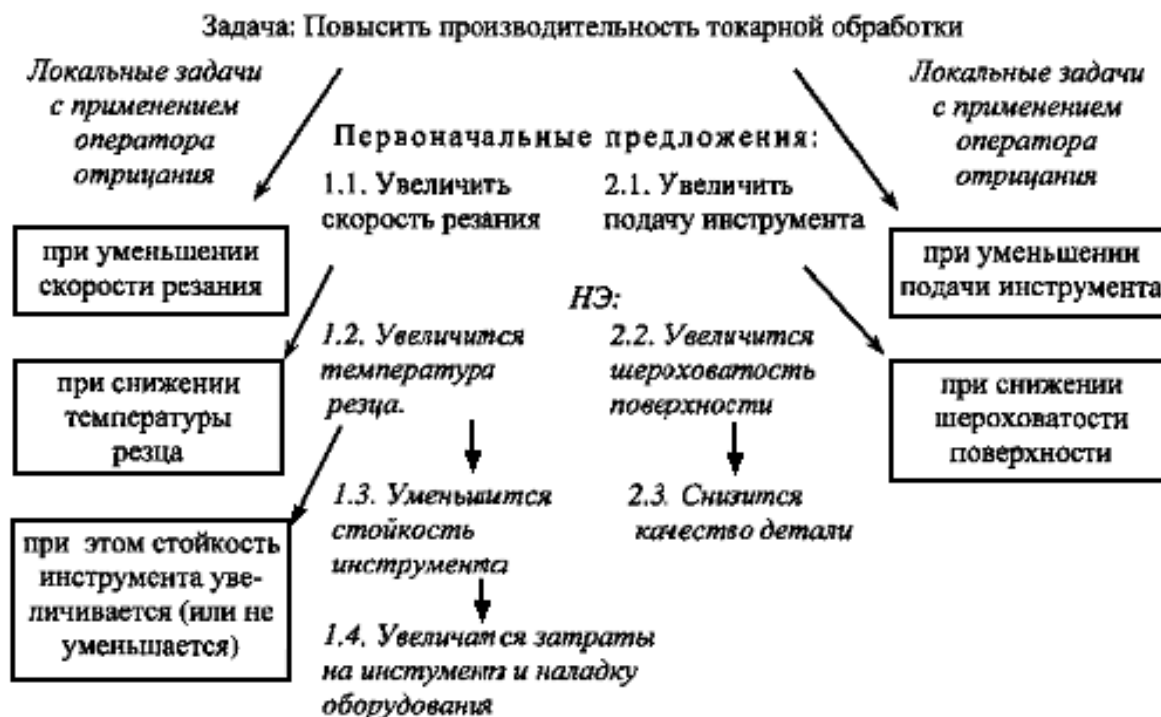 Задача: Повысить производительность токарной обработки
Локальные задачи
с применением
оператора
отрицания
Локальные задачи
с применением
оператора
отрицания
Первоначальные предложения:
1.1. Увеличить
скорость резания
2.1. Увеличить
подачу инструмента
при уменьшении
скорости резания
при уменьшении
подачи инструмента
НЭ:
1.2. Увеличится
температура
резца.
2.2. Увеличится
шероховатость
поверхности
при снижении
температуры
резца
при снижении
шероховатости
поверхности
1.3. Уменьшится
стойкость
инструмента
2.3. Снизится
качество детали
при этом стойкость
инструмента уве-
личивается (или не
уменьшается)
1.4. Увеличатся затраты
на инстумент и наладку
оборудования